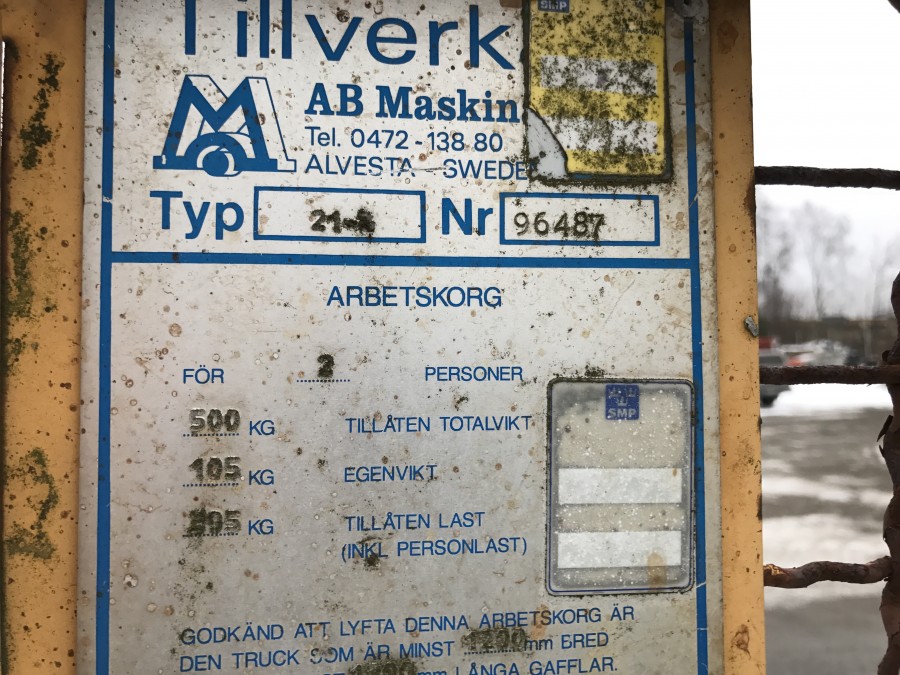 Tillverk
SMP
AB Maskin
Tel. 0472-138 80
ALVESTA - SWEDE
Typ 21- Nr 96487
ARBETSKORG
FÖR 2 PERSONER
500 KG TILLÅTEN TOTALVIKT
105 KG EGENVIKT
KG TILLÅTEN LAST
(INKL PERSONLAST)
SMP
GODKÄND ATT LYFTA DENNA ARBETSKORG ÄR
DEN TRUCK SOM ÄR MINST 1200mm BRED
mm LÅNGA GAFFLAR.